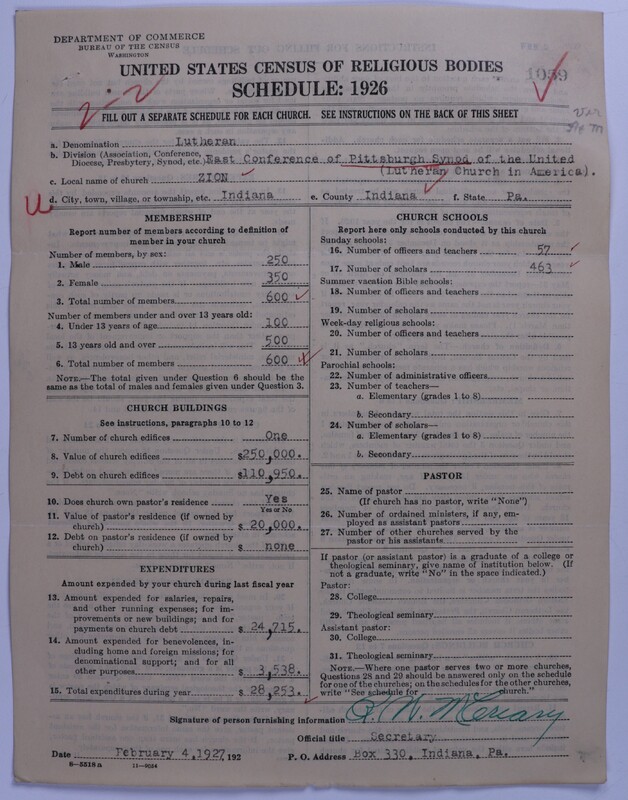 DEPARTMENT OF COMMERCE
BUREAU OF THE CENSUS
WASHINGTON
UNITED STATES CENSUS OF RELIGIOUS BODIES
SCHEDULE: 1926
1059
2-2
FILL OUT A SEPARATE SCHEDULE FOR EACH CHURCH. SEE INSTRUCTIONS ON THE BACK OF THIS SHEET
a. Denomination Lutheran
b. Division (Association, Conference, Diocese, Presbytery, Synod, etc.) East Conference of Pittsburgh Synod of the United
(Lutheran Church in America).
c. Local name of church ZION
d. City, town, village, or township, etc. Indiana e. County Indiana f. State Pa.
MEMBERSHIP
Report number of members according to definition of
member in your church
Number of members, by sex:
1. Male 250
2. Female 350
3. Total number of members 600
Number of members under and over 13 years old:
4. Under 13 years of age 100
5. 13 years old and over 500
6. Total number of members 600
NOTE.—The total given under Question 6 should be
the same as the total of males and females given under Question 3.
CHURCH BUILDINGS
See instructions, paragraphs 10 to 12
7. Number of church edifices One
8. Value of church edifices $250,000.
9. Debt on church edifices $110,950.
10. Does church own pastor's residence Yes
Yes or No
11. Value of pastor's residence (if owned by
church) $ 20,000.
12. Debt on pastor's residence (if owned by
church) $ none
EXPENDITURES
Amount expended by your church during last fiscal year
13. Amount expended for salaries, repairs,
and other running expenses; for im-
provements or new buildings; and for
payments on church debt $ 24,715.
14. Amount expended for benevolences, in-
cluding home and foreign missions; for
denominational support; and for all
other purposes $ 3,538.
15. Total expenditures during year $ 28,253.
CHURCH SCHOOLS
Report here only schools conducted by this church
Sunday schools:
16. Number of officers and teachers 57
17. Number of scholars 463
Summer vacation Bible schools:
18. Number of officers and teachers
19. Number of scholars
Week-day religious schools:
20. Number of officers and teachers
21. Number of scholars
Parochial schools:
22. Number of administrative officers
23. Number of teachers—
a. Elementary (grades 1 to 8)
b. Secondary
24. Number of scholars—
a. Elementary (grades 1 to 8)
b. Secondary
PASTOR
25. Name of pastor
(If church has no pastor, write "None")
26. Number of ordained ministers, if any, em-
ployed as assistant pastors
27. Number of other churches served by the
pastor or his assistants
If pastor (or assistant pastor) is a graduate of a college or
theological seminary, give name of institution below. (If
not a graduate, write "No" in the space indicated.)
Pastor:
28. College
29. Theological seminary
Assistant pastor:
30. College
31. Theological seminary
NOTE.—Where one pastor serves two or more churches,
Questions 28 and 29 should be answered only on the schedule
for one of the churches; on the schedules for the other churches,
write "See schedule for church."
Signature of person furnishing information R. W. McCreary
Official title Secretary
Date February 4,1927, 192 P. O. Address Box 330, Indiana, Pa.
8—5518 a 11—9024